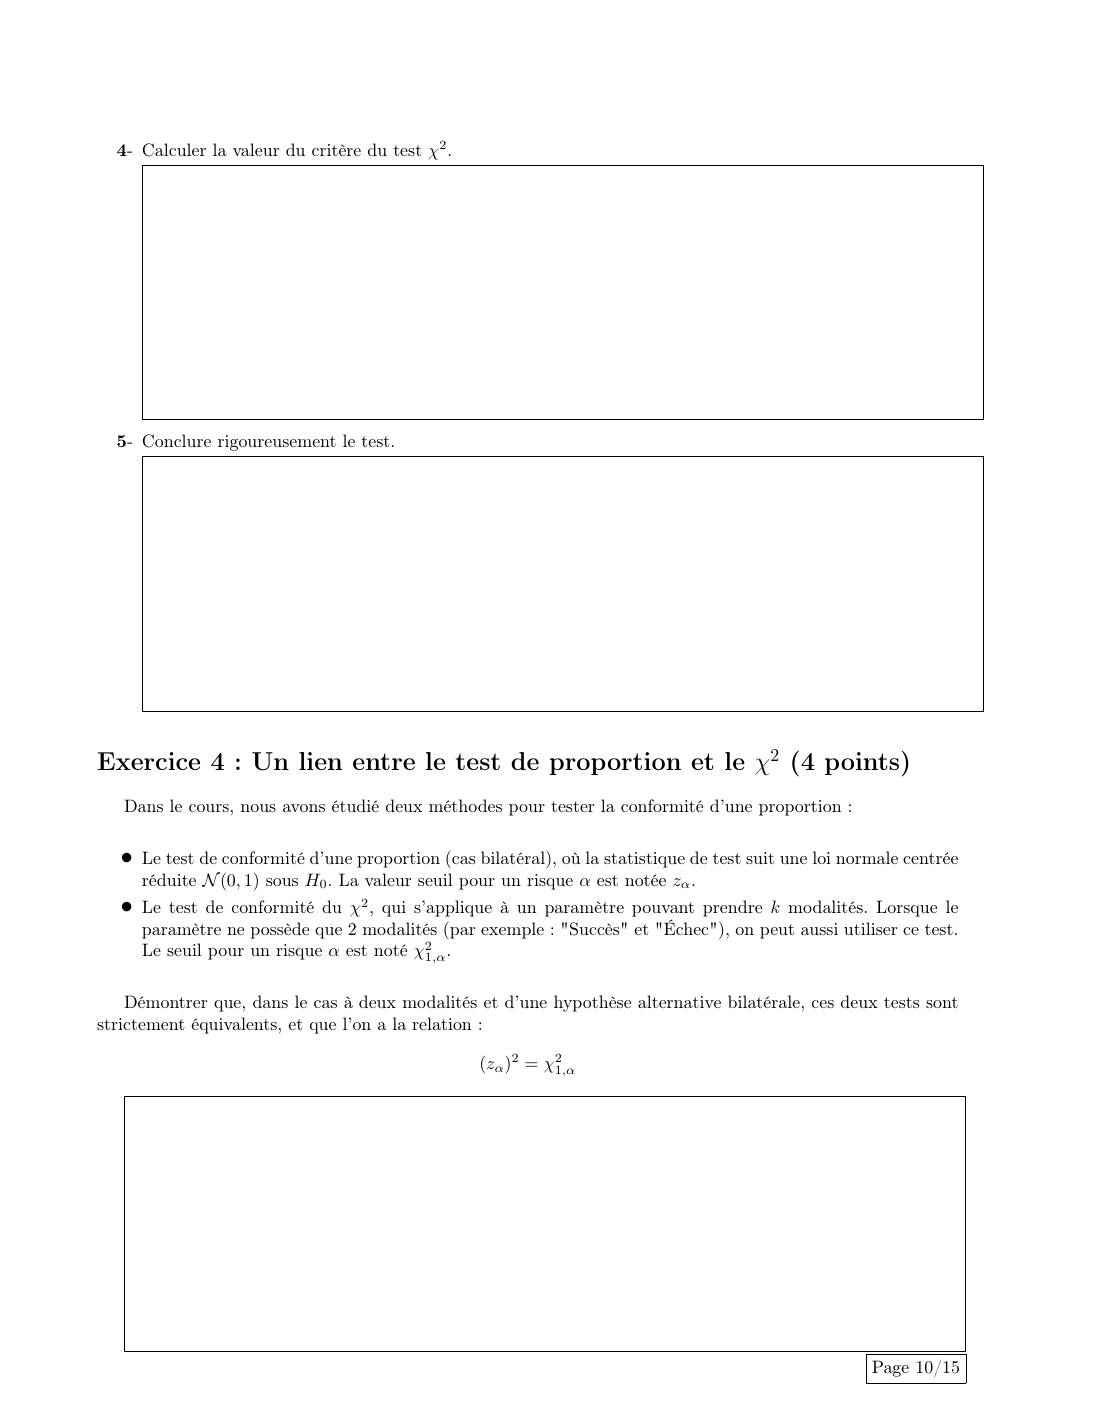 4- Calculer la valeur du critère du test χ².
5- Conclure rigoureusement le test.
Exercice 4 : Un lien entre le test de proportion et le χ² (4 points)
Dans le cours, nous avons étudié deux méthodes pour tester la conformité d'une proportion :
● Le test de conformité d'une proportion (cas bilatéral), où la statistique de test suit une loi normale centrée
réduite 𝒩(0, 1) sous H₀. La valeur seuil pour un risque α est notée z_α.
● Le test de conformité du χ², qui s'applique à un paramètre pouvant prendre k modalités. Lorsque le
paramètre ne possède que 2 modalités (par exemple : "Succès" et "Échec"), on peut aussi utiliser ce test.
Le seuil pour un risque α est noté χ²_{1,α}.
Démontrer que, dans le cas à deux modalités et d'une hypothèse alternative bilatérale, ces deux tests sont
strictement équivalents, et que l'on a la relation :
(z_α)² = χ²_{1,α}
Page 10/15